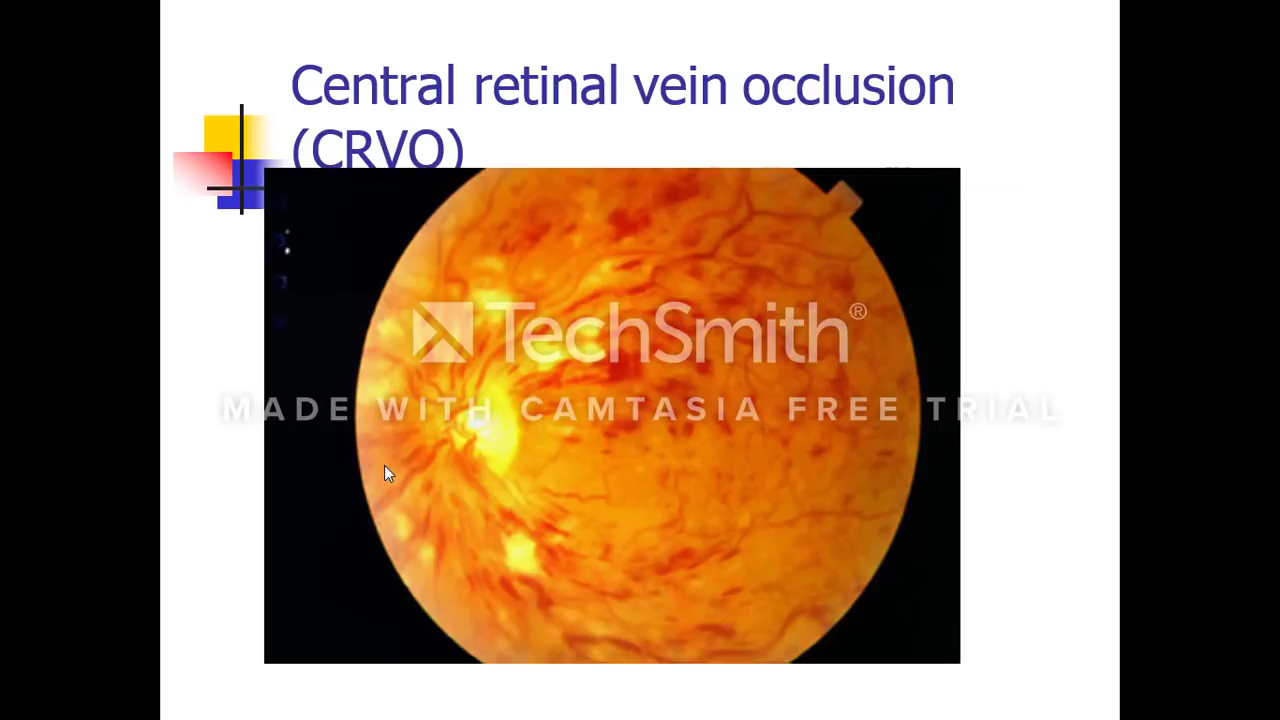 Central retinal vein occlusion
(CRVO)
TechSmith®
MADE WITH CAMTASIA FREE TRIAL